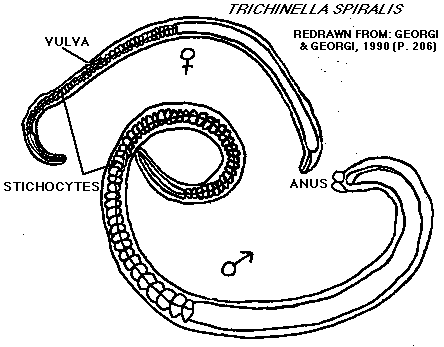 TRICHINELLA SPIRALIS
REDRAWN FROM: GEORGI
& GEORGI, 1990 (P. 206)
VULVA
♀
STICHOCYTES
ANUS
♂